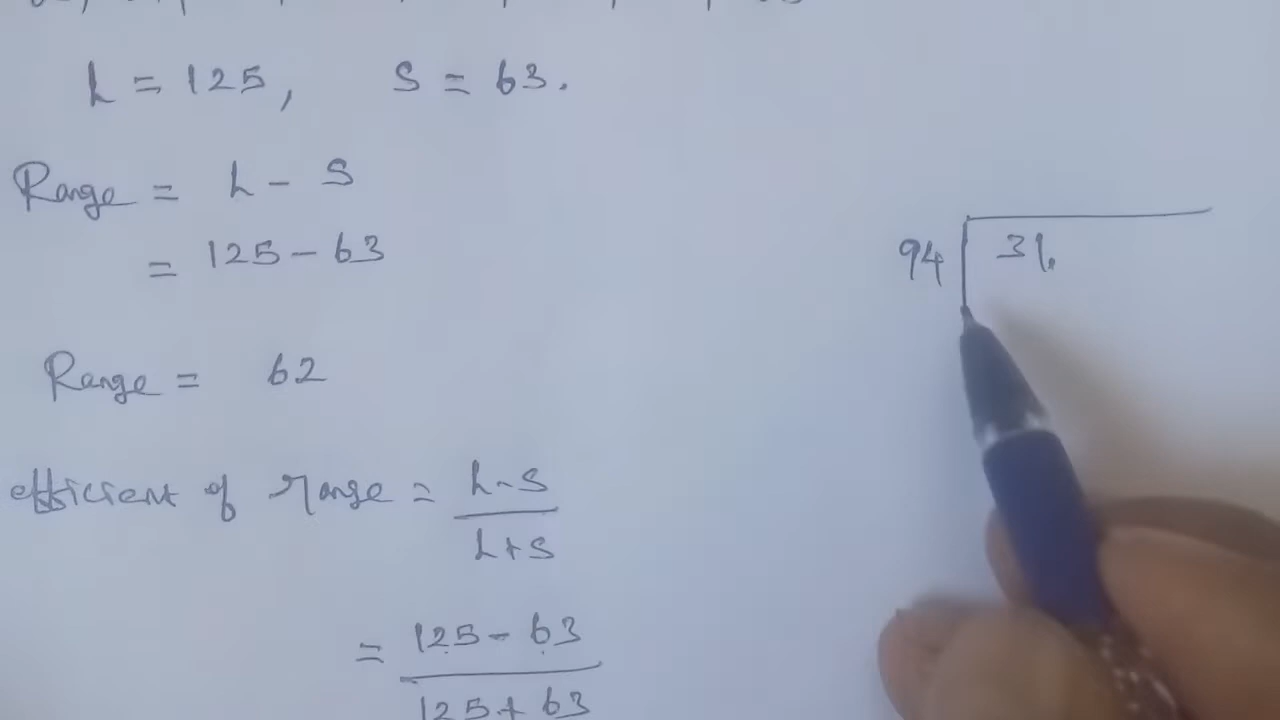 L = 125, S = 63.
Range = L - S
= 125 - 63
94 31.
Range = 62
efficient of range = L-S
L+S
= 125 - 63
125 + 63